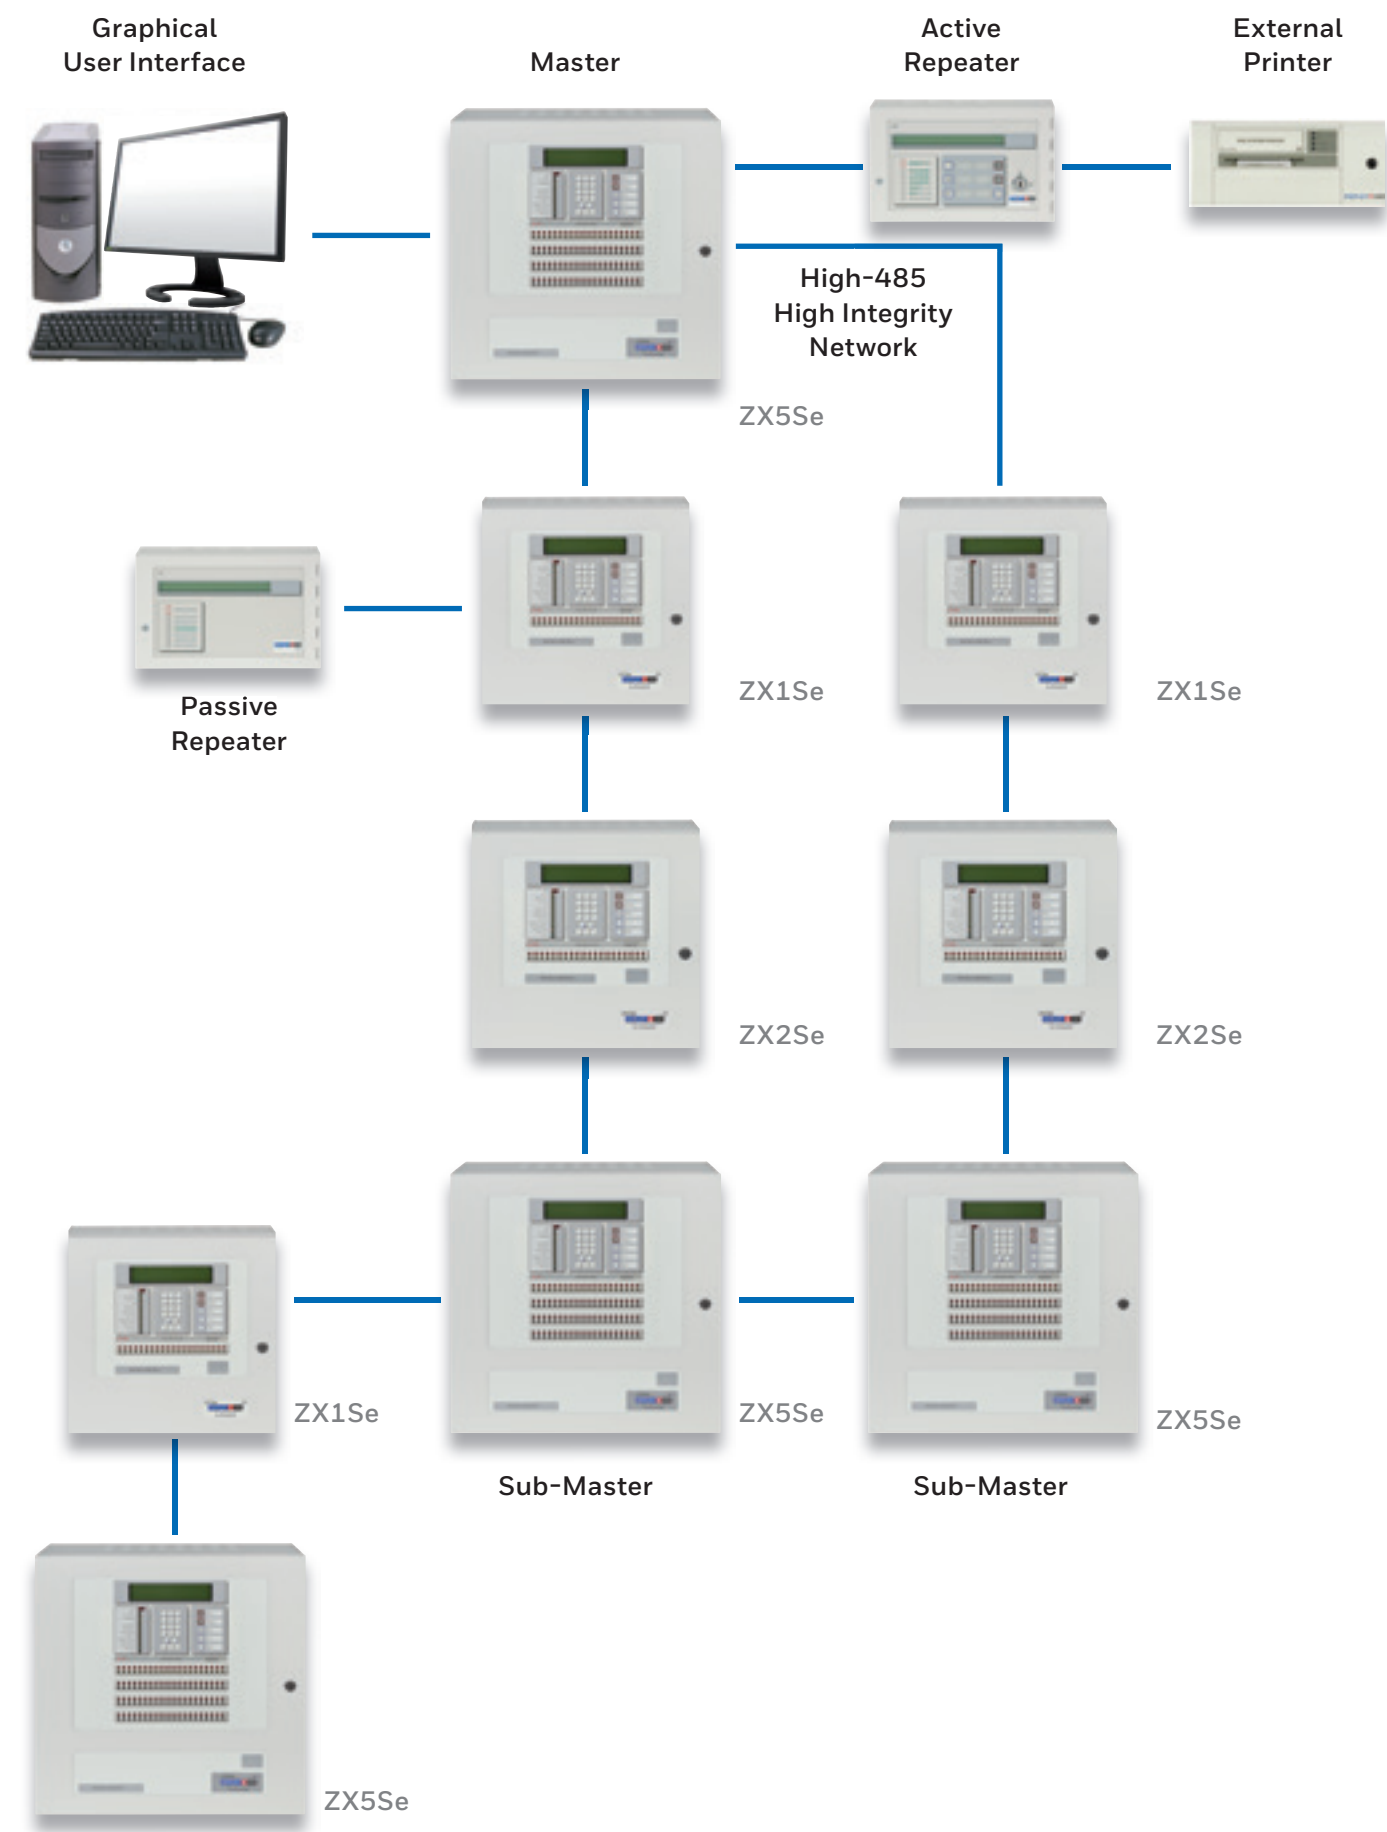 Graphical
User Interface
Master
Active
Repeater
External
Printer
High-485
High Integrity
Network
ZX5Se
Passive
Repeater
ZX1Se
ZX1Se
ZX2Se
ZX2Se
ZX1Se
ZX5Se
ZX5Se
Sub-Master
Sub-Master
ZX5Se